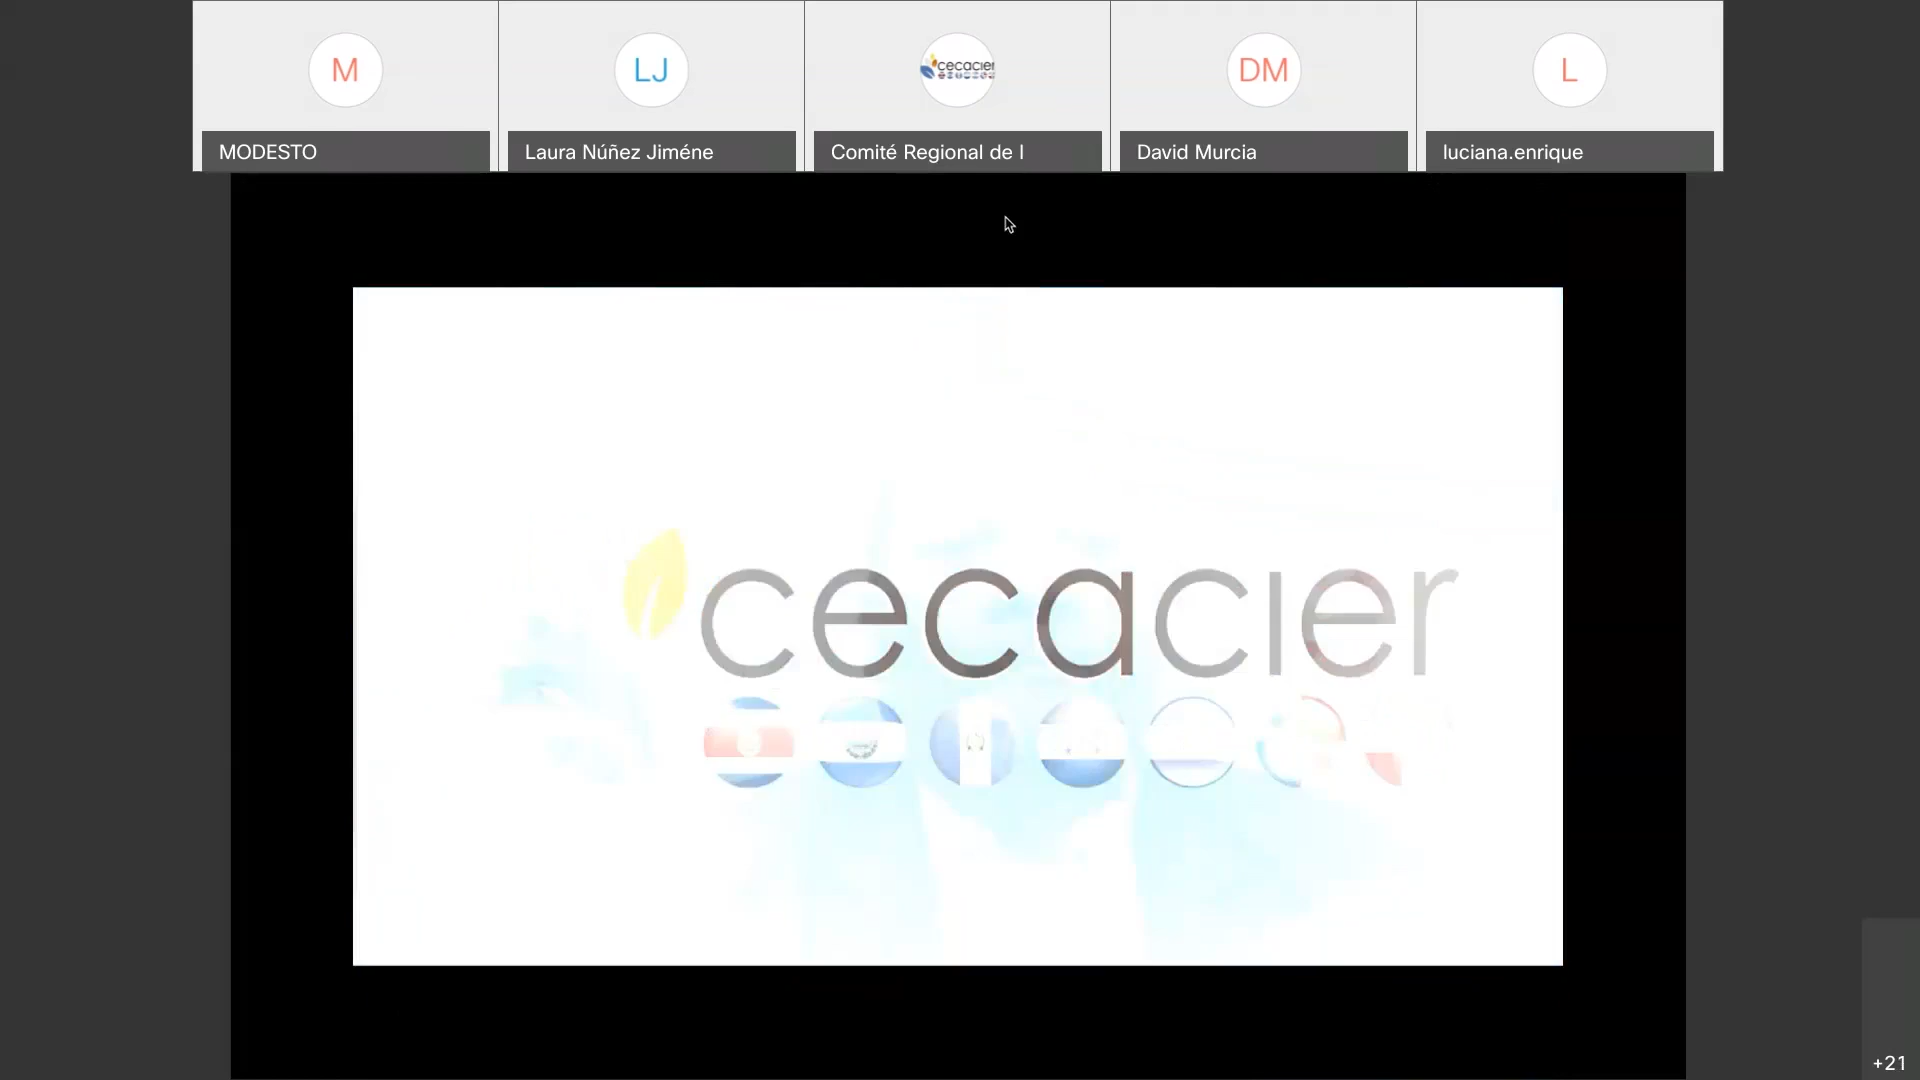 M
LJ
cecacier
DM
L
MODESTO
Laura Núñez Jiméne
Comité Regional de l
David Murcia
luciana.enrique
cecacier
+21